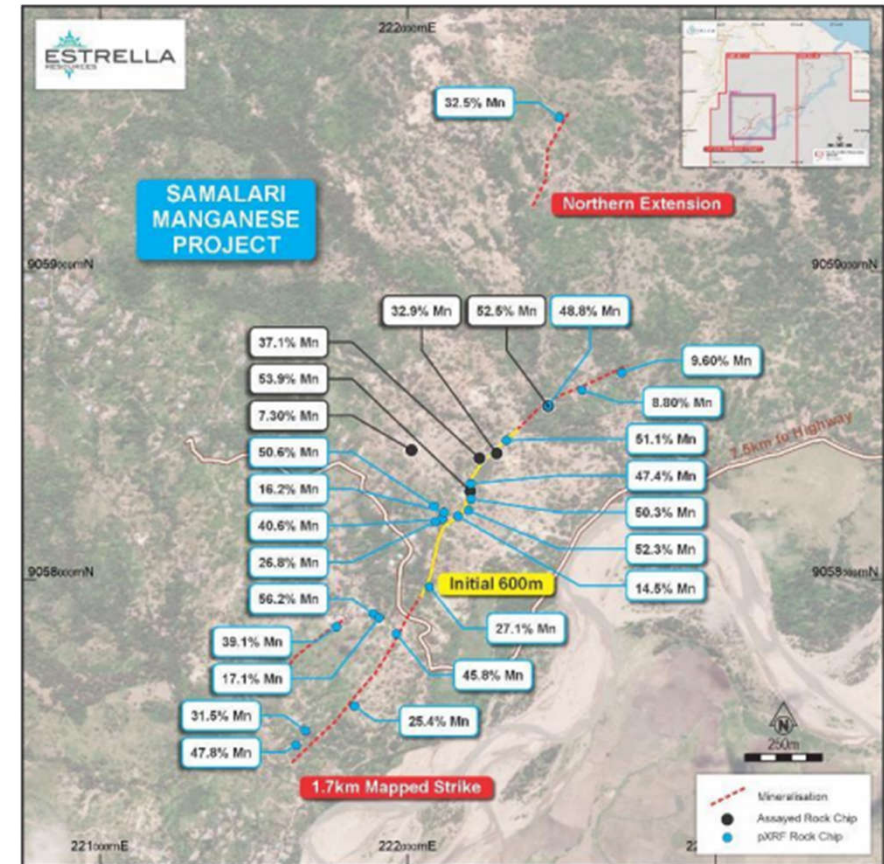 ESTRELLA
RESOURCES
222000mE
32.5% Mn
Northern Extension
SAMALARI
MANGANESE
PROJECT
9059000mN
9059000mN
32.9% Mn
52.5% Mn
48.8% Mn
37.1% Mn
53.9% Mn
7.30% Mn
50.6% Mn
16.2% Mn
40.6% Mn
26.8% Mn
56.2% Mn
39.1% Mn
17.1% Mn
31.5% Mn
47.8% Mn
9.60% Mn
8.80% Mn
51.1% Mn
7.5km to Highway
47.4% Mn
50.3% Mn
52.3% Mn
14.5% Mn
9058000mN
9058000mN
Initial 600m
27.1% Mn
45.8% Mn
25.4% Mn
1.7km Mapped Strike
N
250m
Mineralisation
Assayed Rock Chip
pXRF Rock Chip
221000mE
222000mE